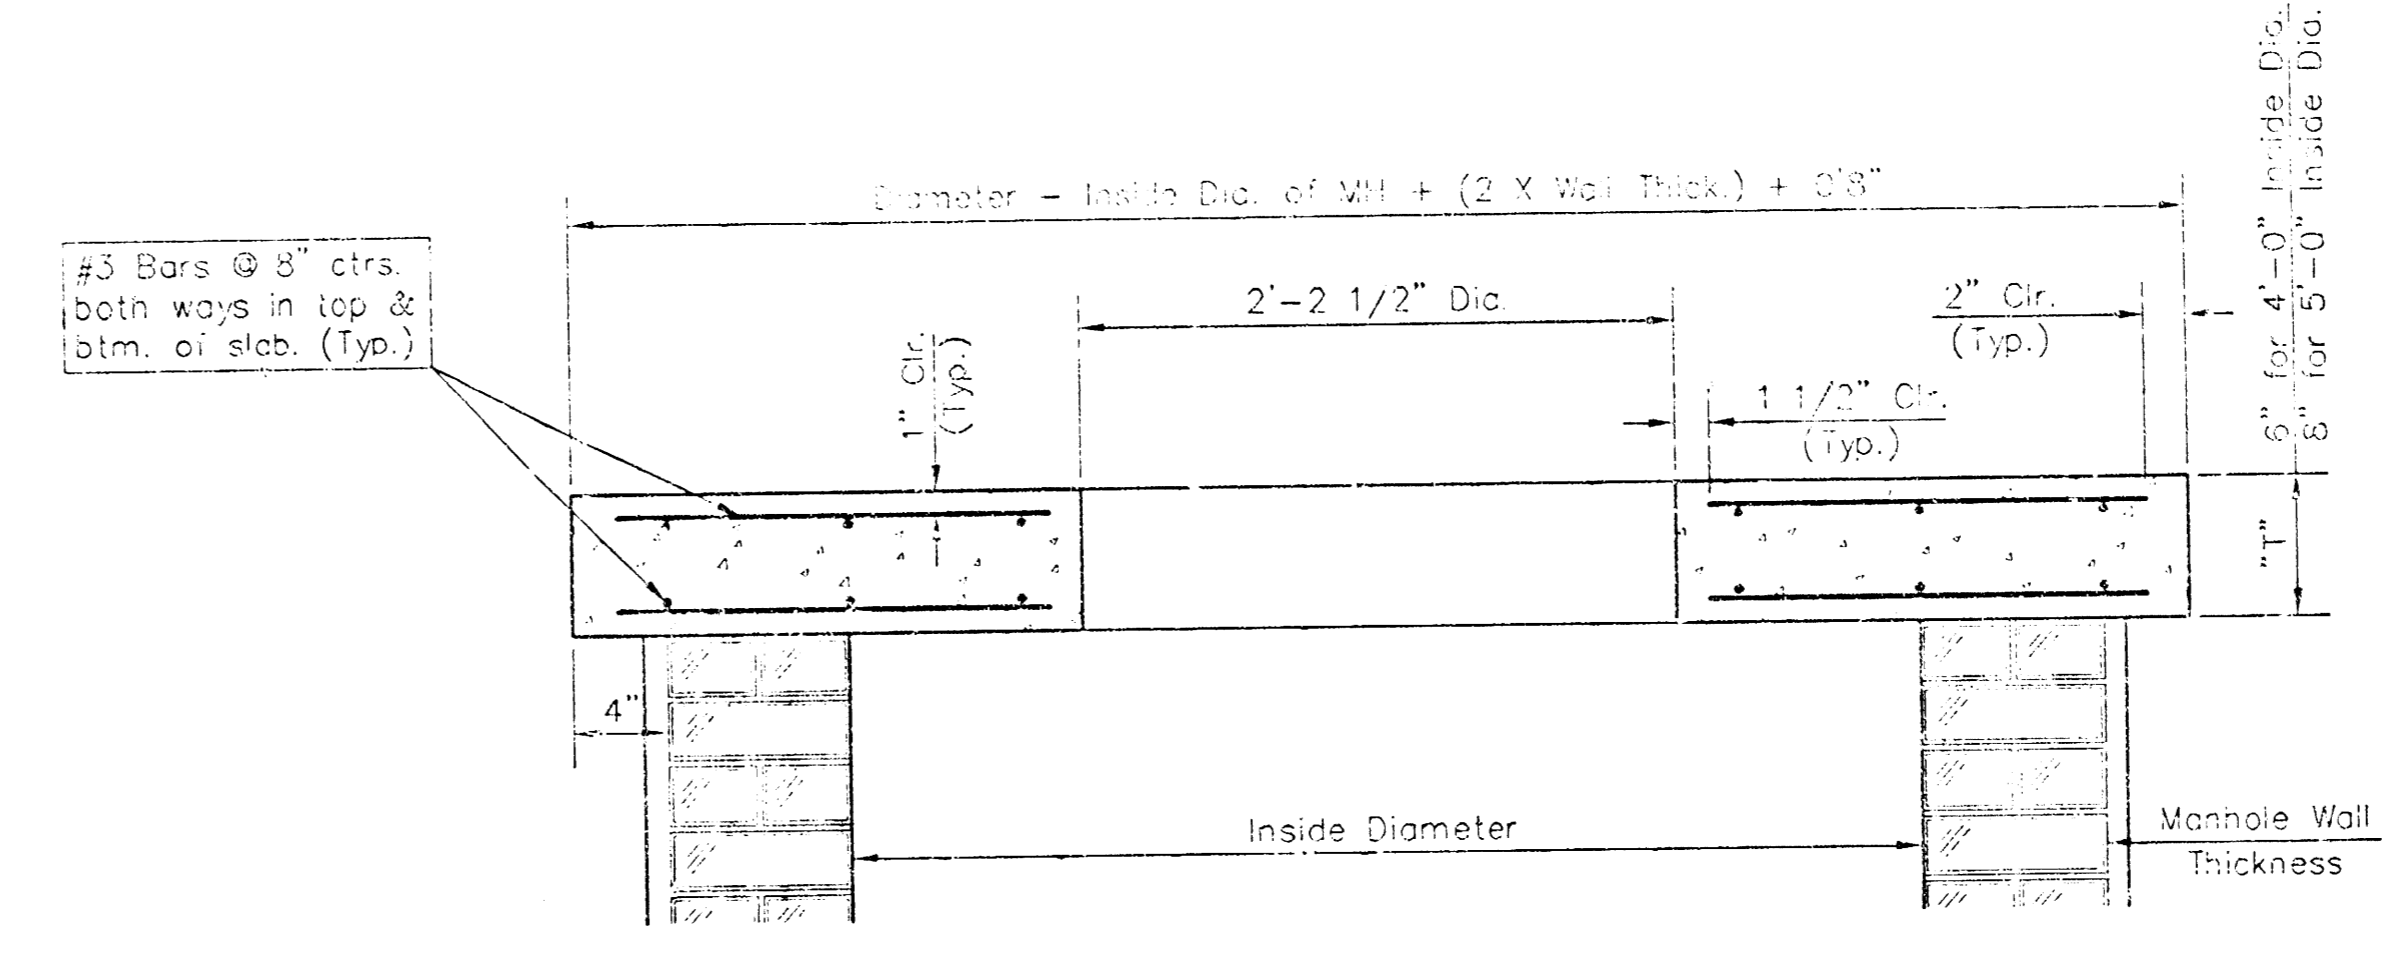 Diameter - Inside Dia. of MH + (2 X Wall Thick.) + 0'8"
6" for 4'-0" Inside Dia.
8" for 5'-0" Inside Dia.
#3 Bars @ 8" ctrs.
both ways in top &
btm. of slab. (Typ.)
2'-2 1/2" Dia.
2" Clr.
(Typ.)
1" Clr.
(Typ.)
1 1/2" Clr.
(Typ.)
"T"
4"
Inside Diameter
Manhole Wall
Thickness